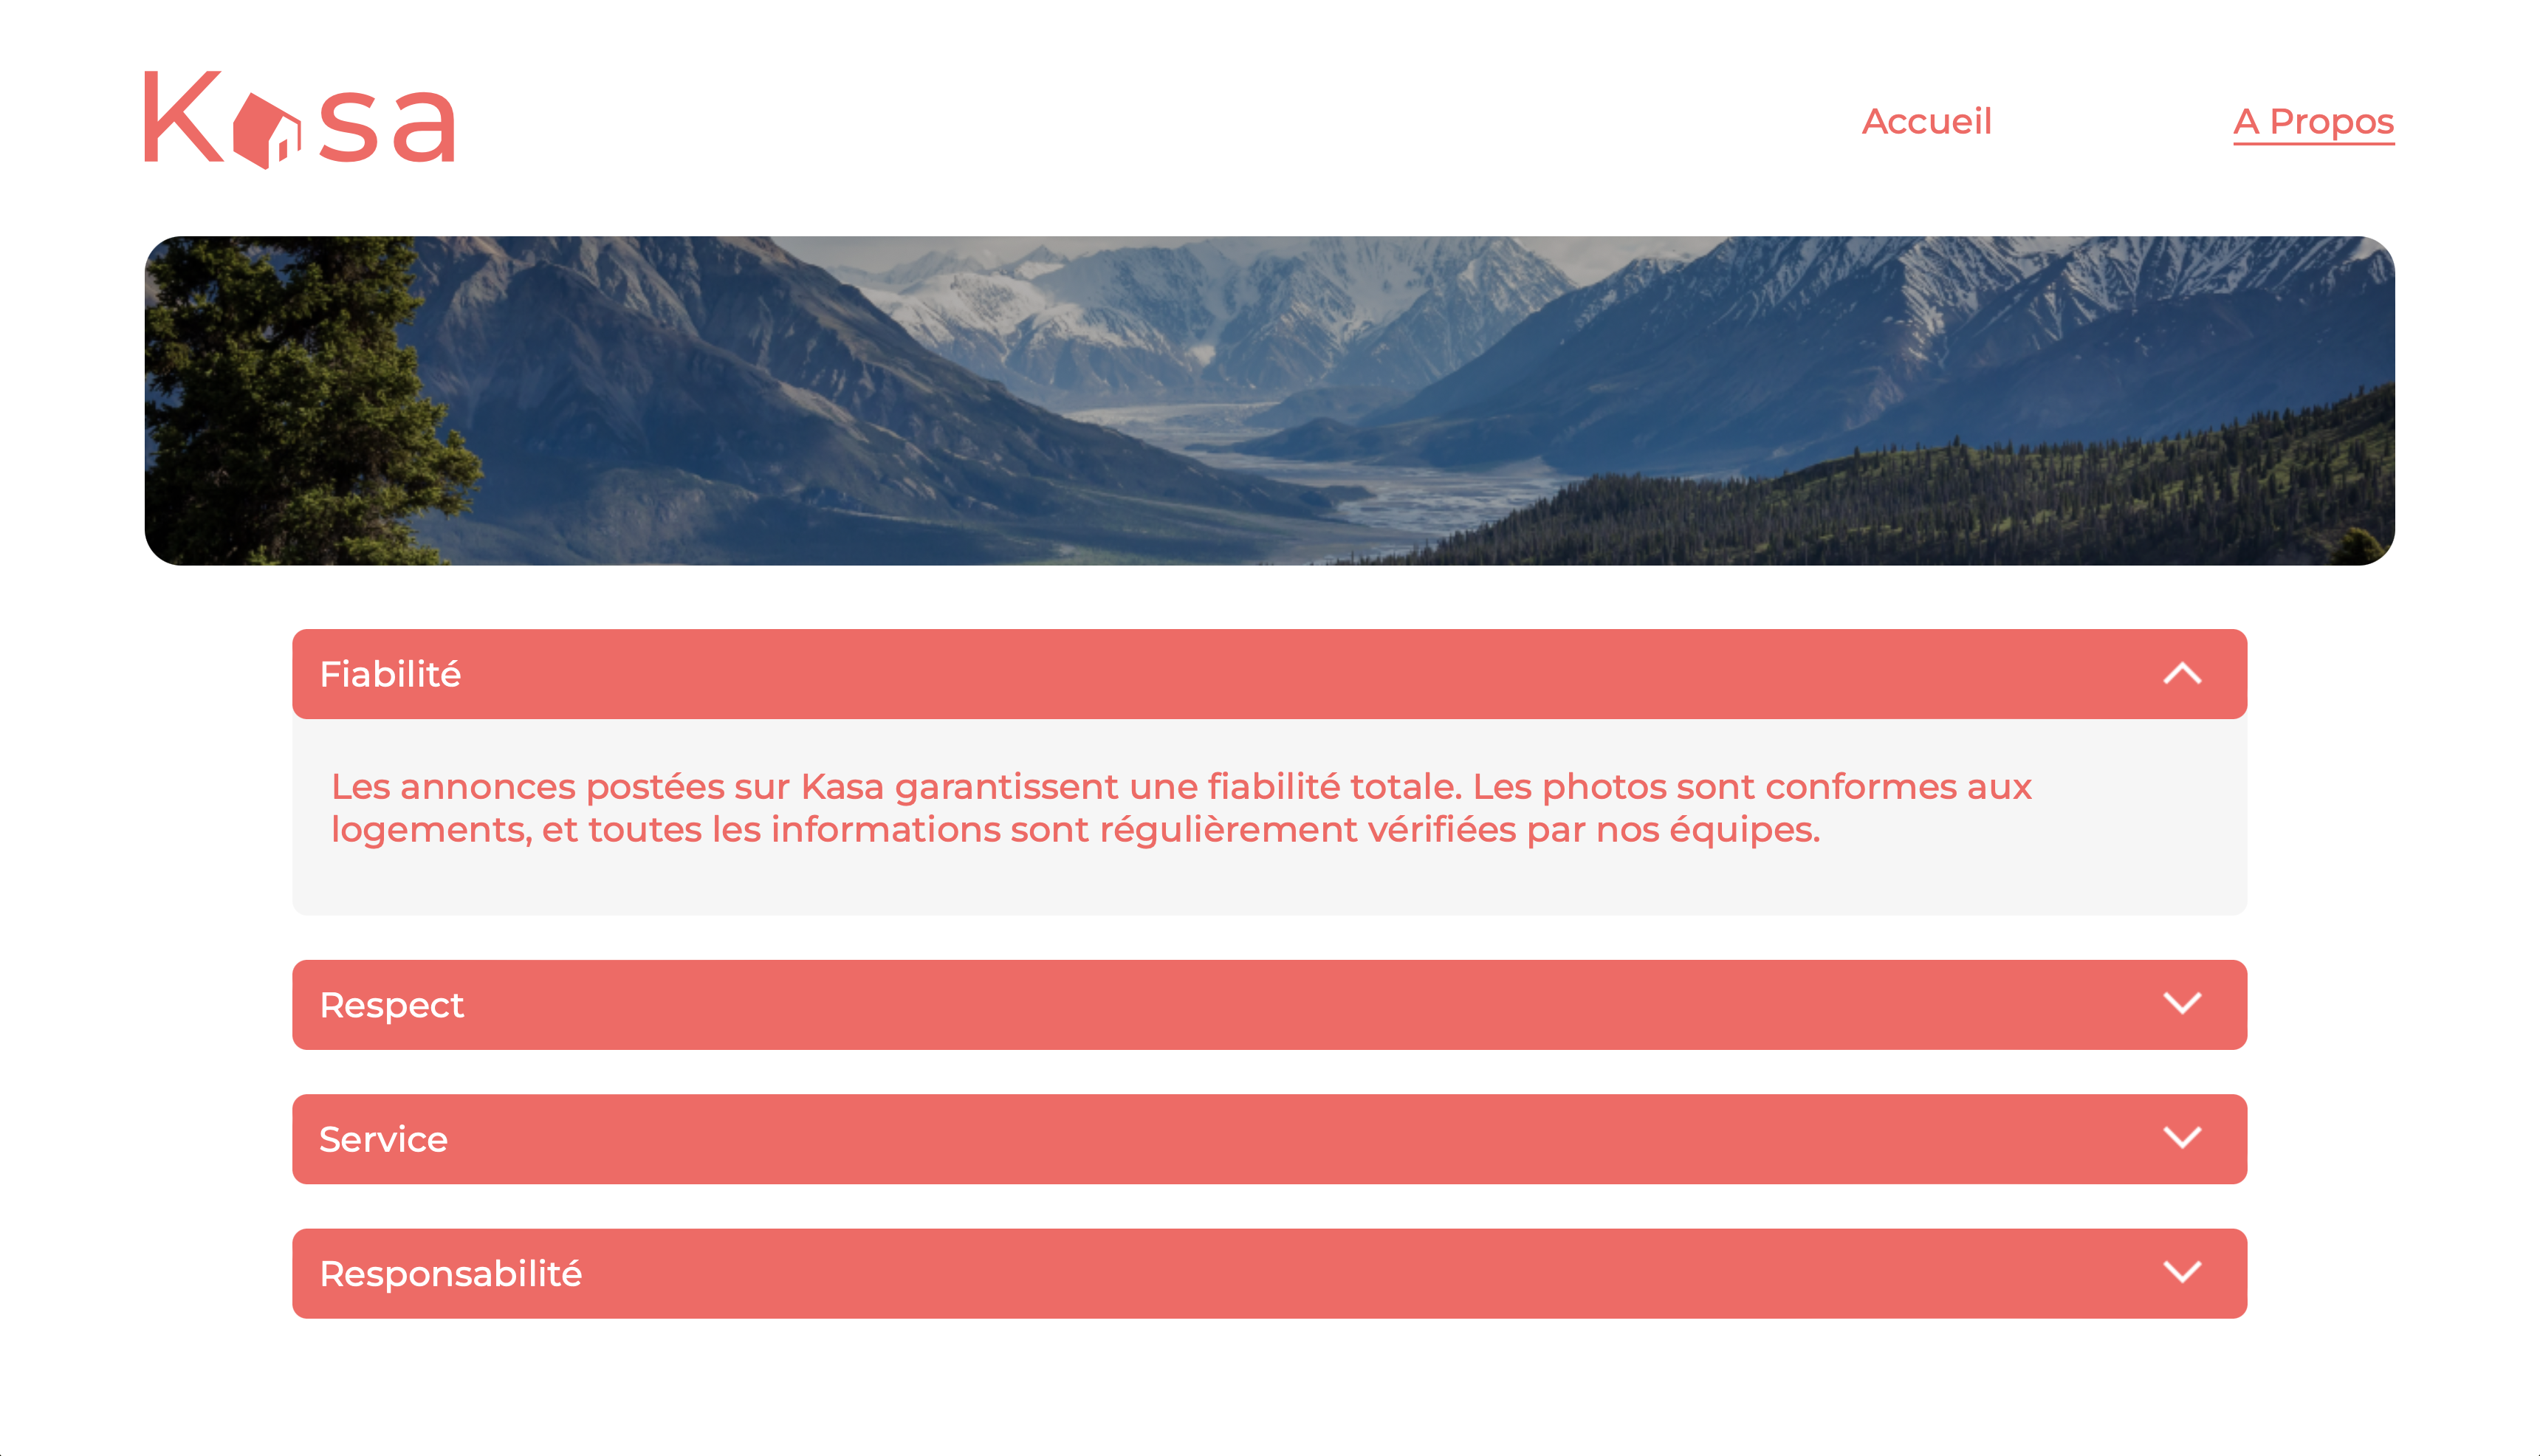 Kasa
Accueil
A Propos
Fiabilité
Les annonces postées sur Kasa garantissent une fiabilité totale. Les photos sont conformes aux
logements, et toutes les informations sont régulièrement vérifiées par nos équipes.
Respect
Service
Responsabilité